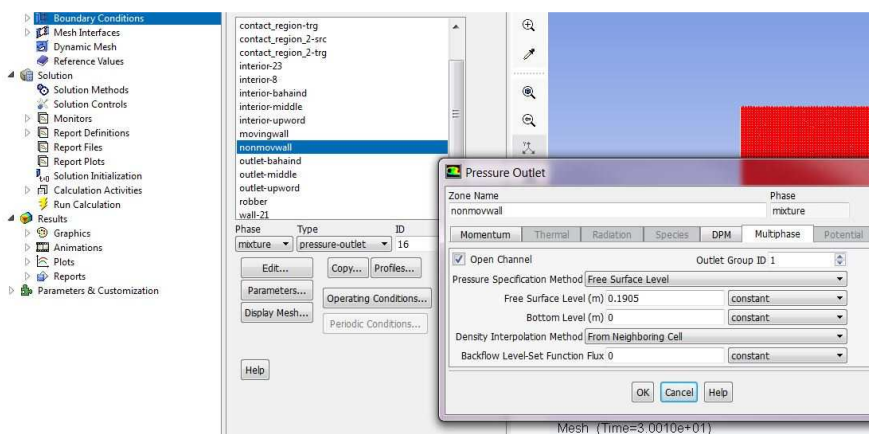 Boundary Conditions
Mesh Interfaces
Dynamic Mesh
Reference Values
Solution
Solution Methods
Solution Controls
Monitors
Report Definitions
Report Files
Report Plots
Solution Initialization
Calculation Activities
Run Calculation
Results
Graphics
Animations
Plots
Reports
Parameters & Customization
contact_region-trg
contact_region_2-src
contact_region_2-trg
interior-23
interior-8
interior-bahaind
interior-middle
interior-upword
movingwall
nonmovwall
outlet-bahaind
outlet-middle
outlet-upword
robber
wall-21
Phase Type ID
mixture pressure-outlet 16
Edit... Copy... Profiles...
Parameters... Operating Conditions...
Display Mesh... Periodic Conditions...
Help
Pressure Outlet
Zone Name Phase
nonmovwall mixture
Momentum Thermal Radiation Species DPM Multiphase Potential
Open Channel Outlet Group ID 1
Pressure Specification Method Free Surface Level
Free Surface Level (m) 0.1905 constant
Bottom Level (m) 0 constant
Density Interpolation Method From Neighboring Cell
Backflow Level-Set Function Flux 0 constant
OK Cancel Help
Mesh (Time=3.0010e+01)